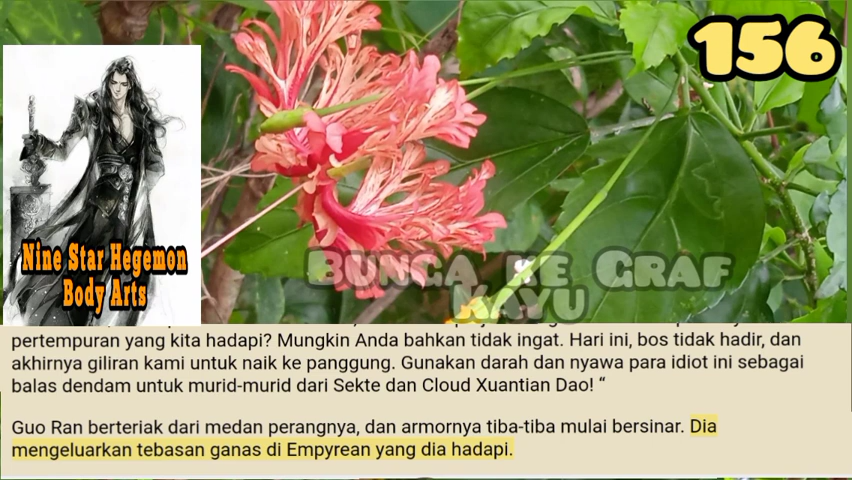 156
Nine Star Hegemon
Body Arts
Bunga ke Graf
Kayu
pertempuran yang kita hadapi? Mungkin Anda bahkan tidak ingat. Hari ini, bos tidak hadir, dan
akhirnya giliran kami untuk naik ke panggung. Gunakan darah dan nyawa para idiot ini sebagai
balas dendam untuk murid-murid dari Sekte dan Cloud Xuantian Dao! “
Guo Ran berteriak dari medan perangnya, dan armornya tiba-tiba mulai bersinar. Dia
mengeluarkan tebasan ganas di Empyrean yang dia hadapi.